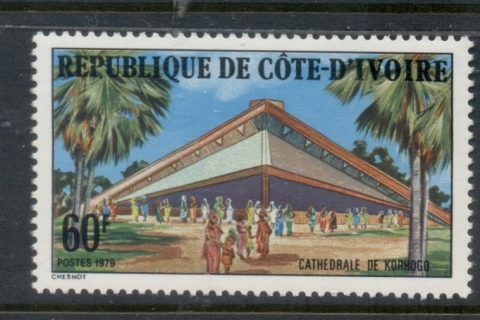 REPUBLIQUE DE CÔTE-D'IVOIRE
60F
POSTES 1979
CATHEDRALE DE KORHOGO
CHESNOT